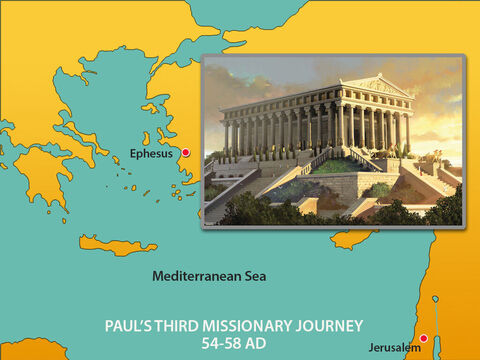 Ephesus
Mediterranean Sea
PAUL'S THIRD MISSIONARY JOURNEY
54-58 AD
Jerusalem